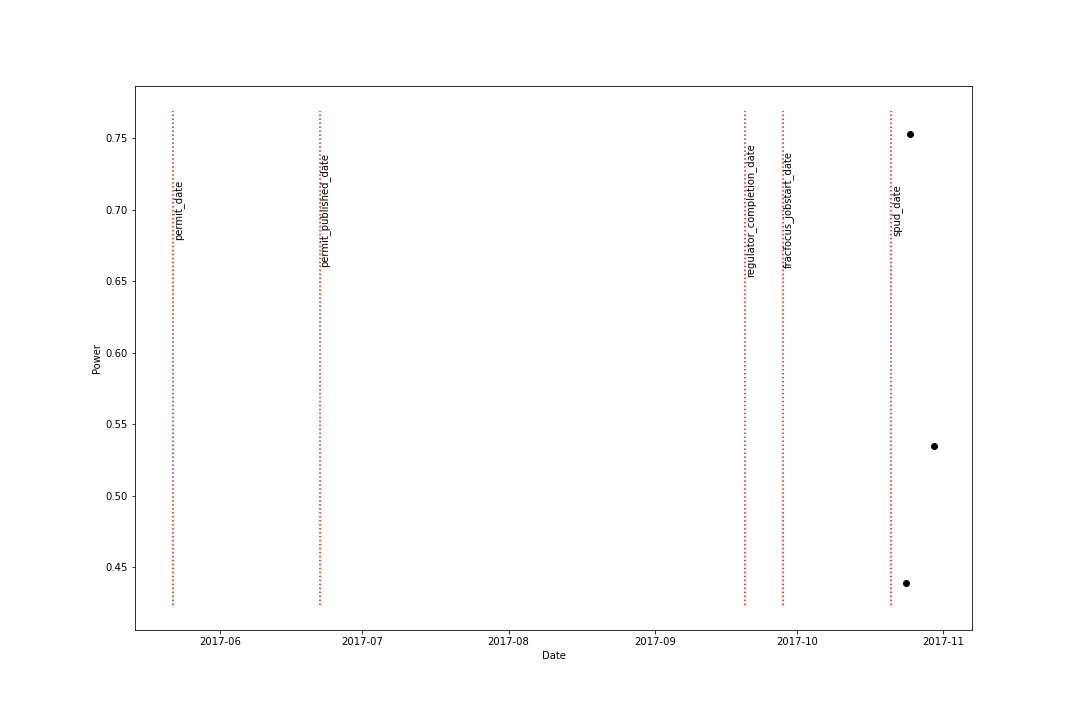 0.75
0.70
0.65
0.60
0.55
0.50
0.45
Power
permit_date
permit_published_date
regulator_completion_date
fracfocus_jobstart_date
spud_date
2017-06
2017-07
2017-08
2017-09
2017-10
2017-11
Date